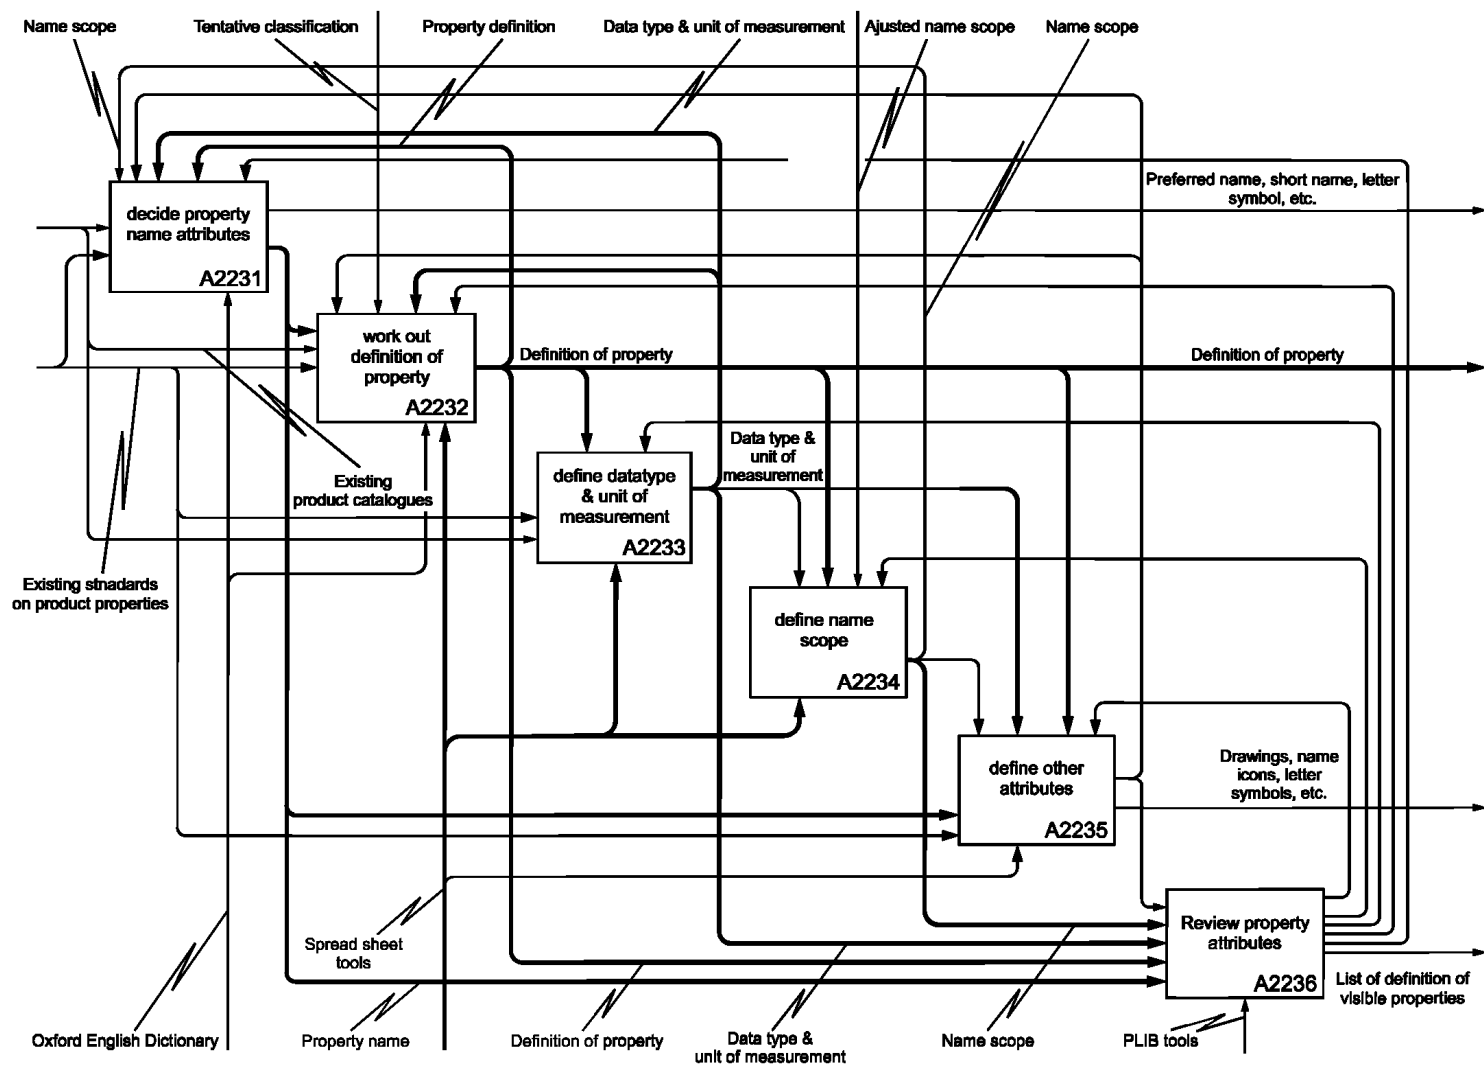 Name scope
Tentative classification
Property definition
Data type & unit of measurement
Ajusted name scope
Name scope
Preferred name, short name, letter
symbol, etc.
decide property
name attributes
A2231
work out
definition of
property
A2232
Definition of property
Definition of property
Data type &
unit of
measurement
define datatype
& unit of
measurement
A2233
Existing
product catalogues
Existing stnadards
on product properties
define name
scope
A2234
define other
attributes
A2235
Drawings, name
icons, letter
symbols, etc.
Review property
attributes
A2236
List of definition of
visible properties
Spread sheet
tools
Oxford English Dictionary
Property name
Definition of property
Data type &
unit of measurement
Name scope
PLIB tools